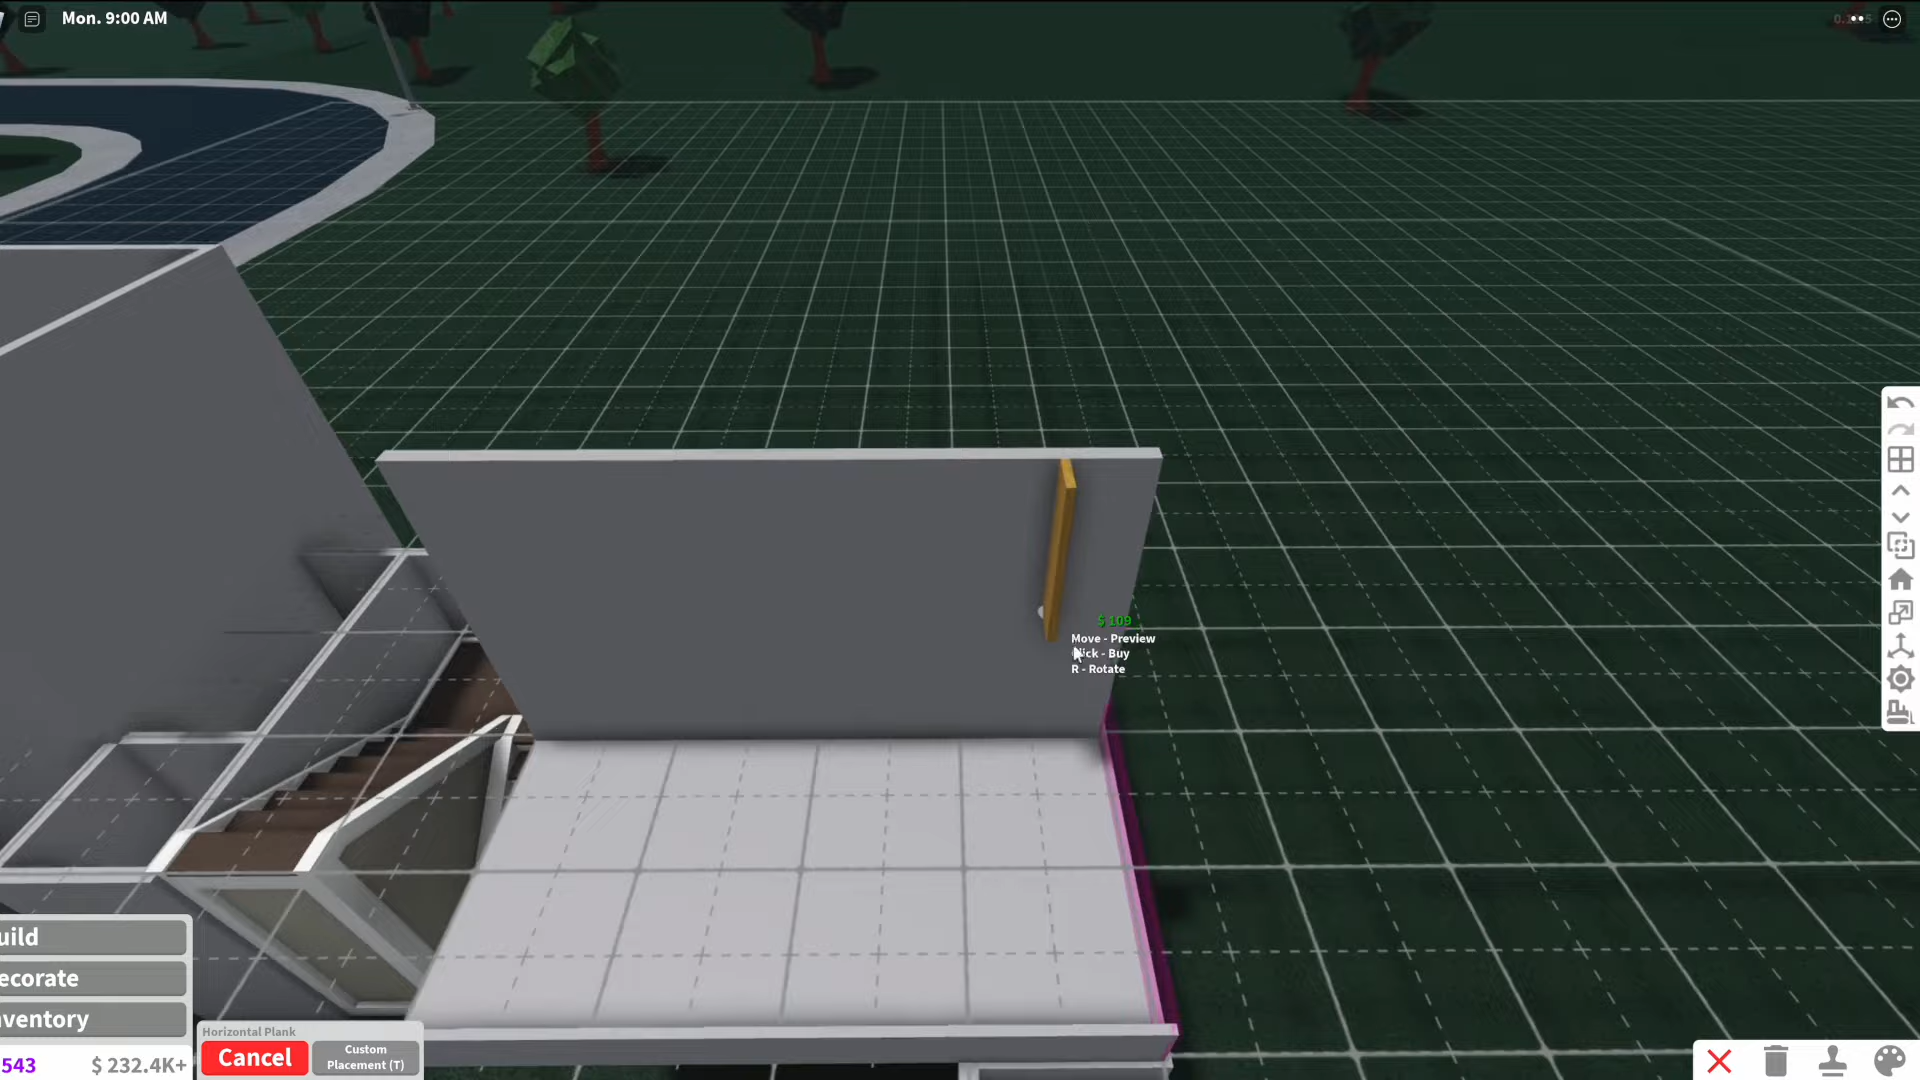 Mon. 9:00 AM
$ 109
Move - Preview
Click - Buy
R - Rotate
uild
ecorate
nventory
543
$ 232.4K+
Horizontal Plank
Cancel
Custom
Placement (T)